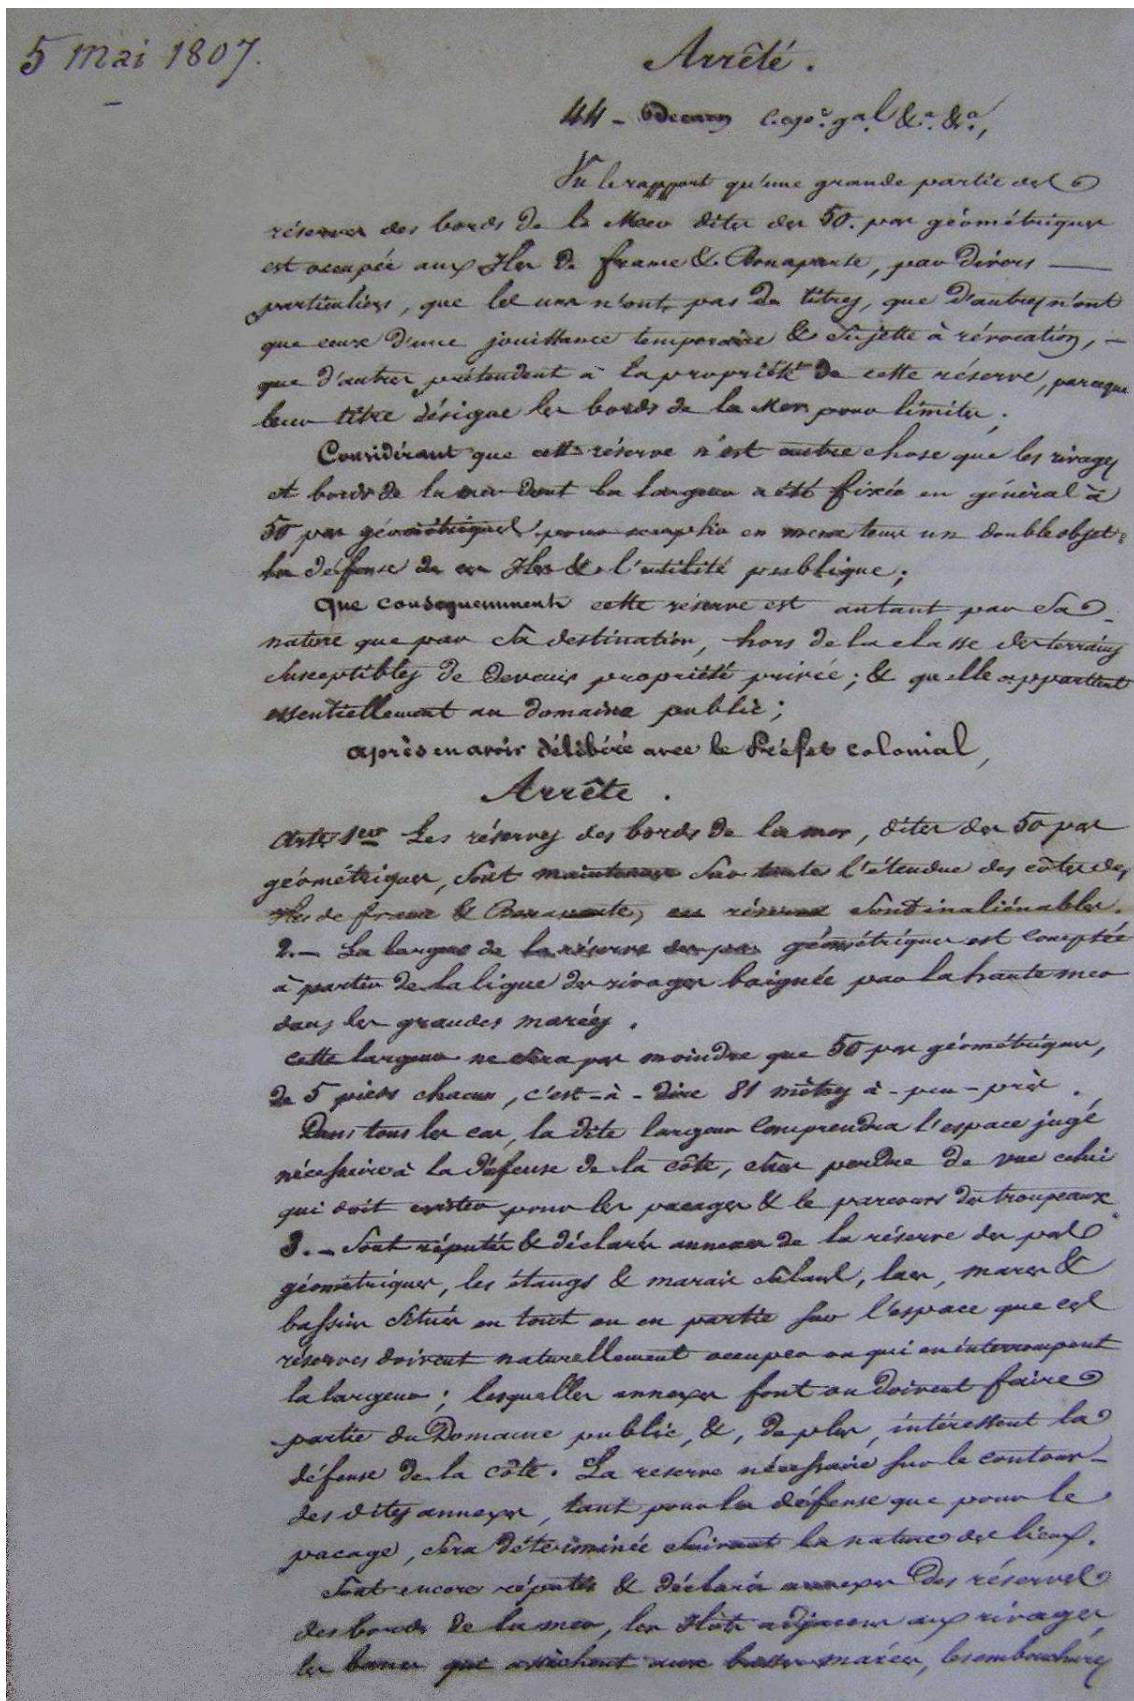 5 Mai 1807.
Arrêté.
44 - Decaen Cap.e g.al &.a &.a,
Vu le rapport qu'une grande partie des
réserves des bords de la Mer dites des 50. pas géométriques
est occupée aux Iles de france & Bonaparte, par divers
particuliers, que les uns n'ont pas de titres, que d'autres n'ont
que ceux d'une jouissance temporaire & sujette à révocation, -
que d'autres prétendent à la propriété de cette réserve, parceque
leur titre désigne les bords de la Mer pour limites;
Considérant que cette réserve n'est autre chose que les rivages
et bords de la mer dont la largeur a été fixée en général à
50 pas géométriques pour remplir en meme tems un double objet:
la défense de ces Iles & l'utilité publique;
Que conséquemment cette réserve est autant par sa
nature que par sa destination, hors de la classe des terrains
susceptibles de devenir propriété privée; & qu'elle appartient
essentiellement au domaine public;
après en avoir délibéré avec le Préfet colonial,
Arrête.
Arte. 1er Les réserves des bords de la mer, dites des 50 pas
géométriques, sont maintenues sur toute l'étendue des côtes des
Iles de france & Bonaparte, ces réserves sont inaliénables.
2. - La largeur de la réserve des pas géométriques est comptée
à partir de la ligne des rivages baignée par la haute mer
dans les grandes marées.
Cette largeur ne sera pas moindre que 50 pas géométriques,
de 5 pieds chacun, c'est-à-dire 81 mètres à-peu-près.
Dans tous les cas, la dite largeur comprendra l'espace jugé
nécessaire à la défense de la côte, sans perdre de vue celui
qui doit exister pour les pacages & le parcours des troupeaux.
3. - Sont réputés & déclarés annexes de la réserve des pas
géométriques, les étangs & marais salans, lacs, mares &
bassins situés en tout ou en partie sur l'espace que ces
réserves doivent naturellement occuper ou qui en interrompent
la largeur; lesquelles annexes font ou doivent faire
partie du Domaine public, &, de plus, intéressent la
défense de la côte. La reserve nécessaire sur le contour
des dites annexes, tant pour la défense que pour le
pacage, sera déterminée suivant la nature des lieux.
Sont encore réputés & déclarés annexes des réserves
des bords de la mer, les Ilots adjacens aux rivages,
les bancs qui assèchent aux basses marées, les embouchures